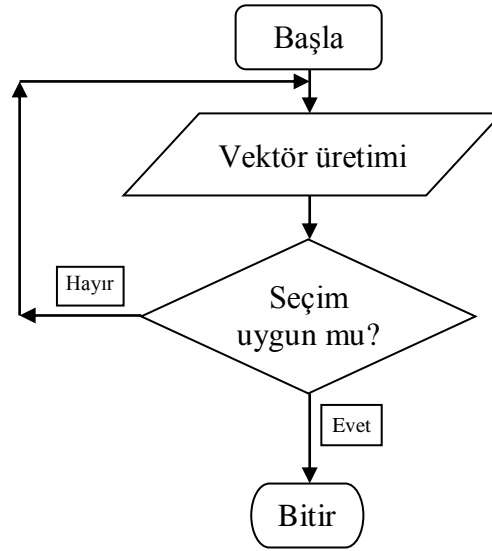 Başla
Vektör üretimi
Seçim
uygun mu?
Hayır
Evet
Bitir